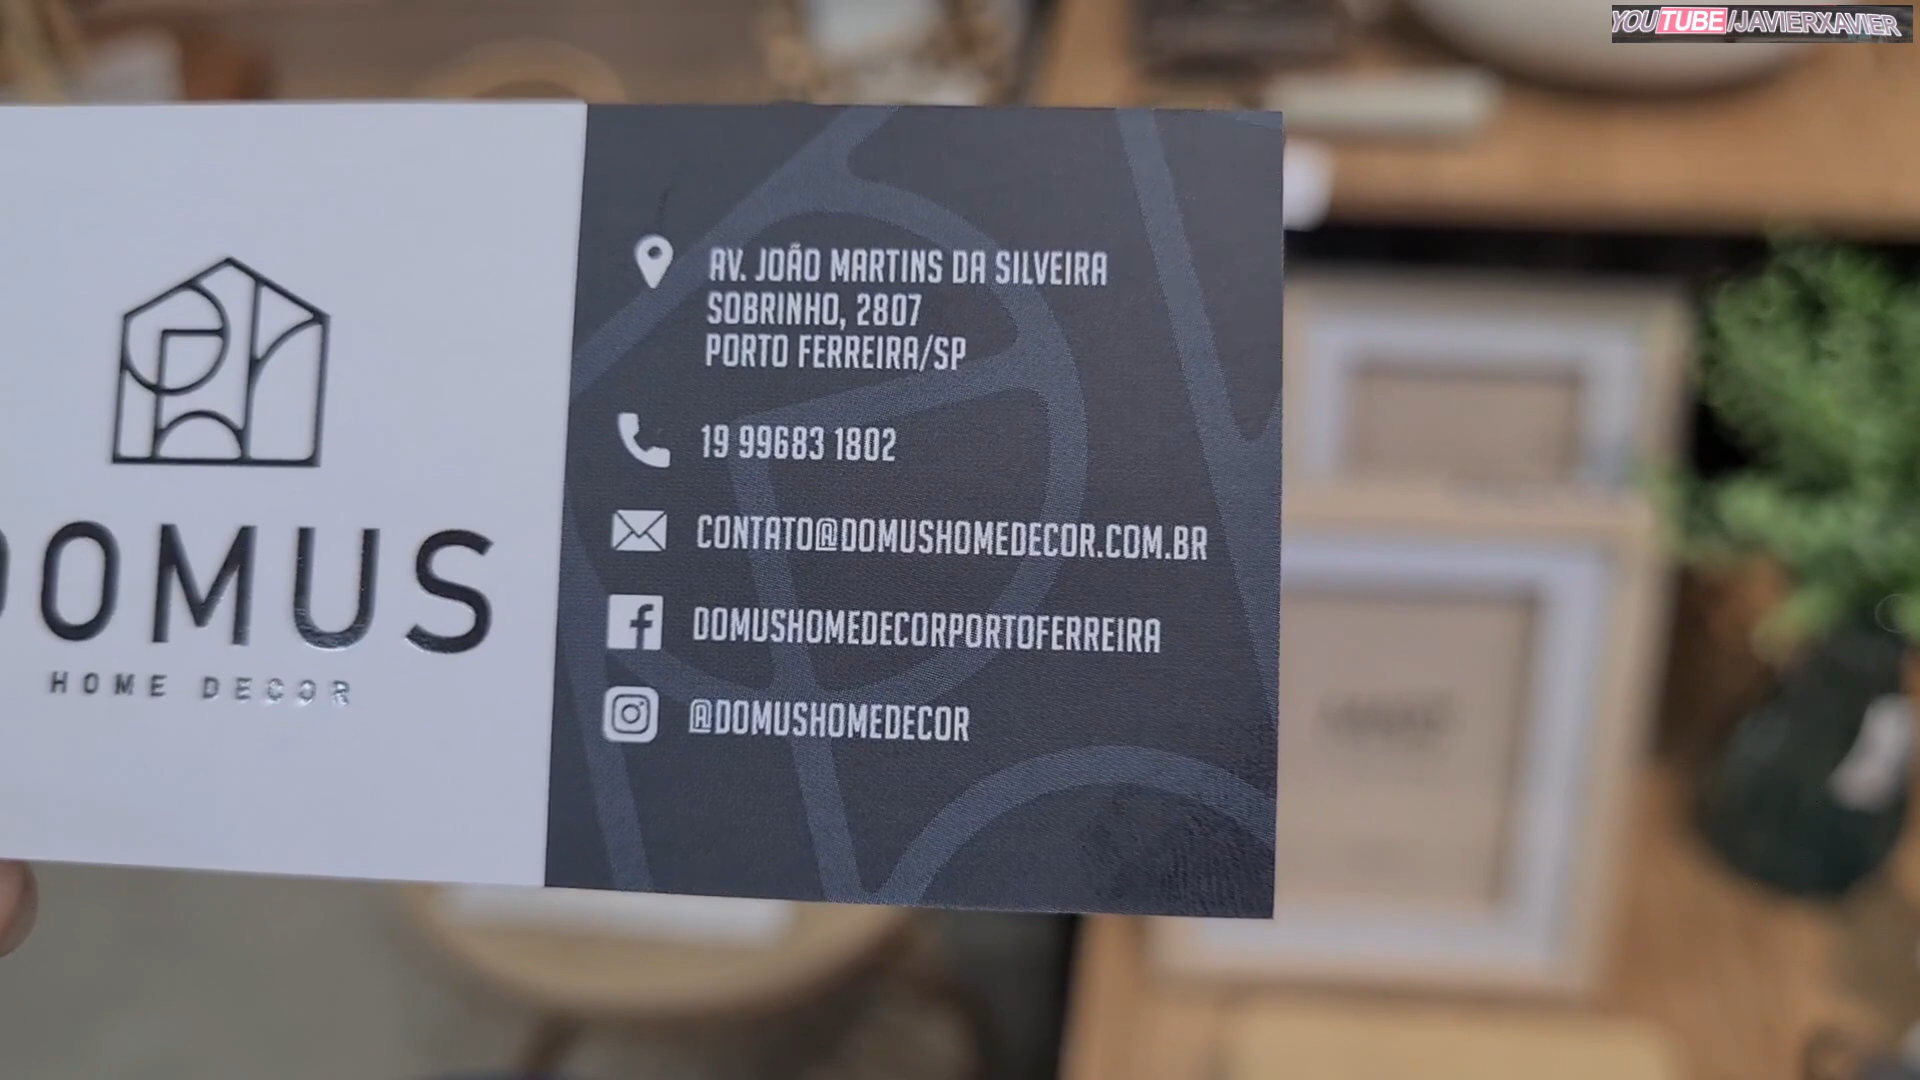 YOUTUBE/JAVIERXAVIER
DOMUS
HOME DECOR
AV. JOÃO MARTINS DA SILVEIRA
SOBRINHO, 2807
PORTO FERREIRA/SP
19 99683 1802
CONTATO@DOMUSHOMEDECOR.COM.BR
DOMUSHOMEDECORPORTOFERREIRA
@DOMUSHOMEDECOR